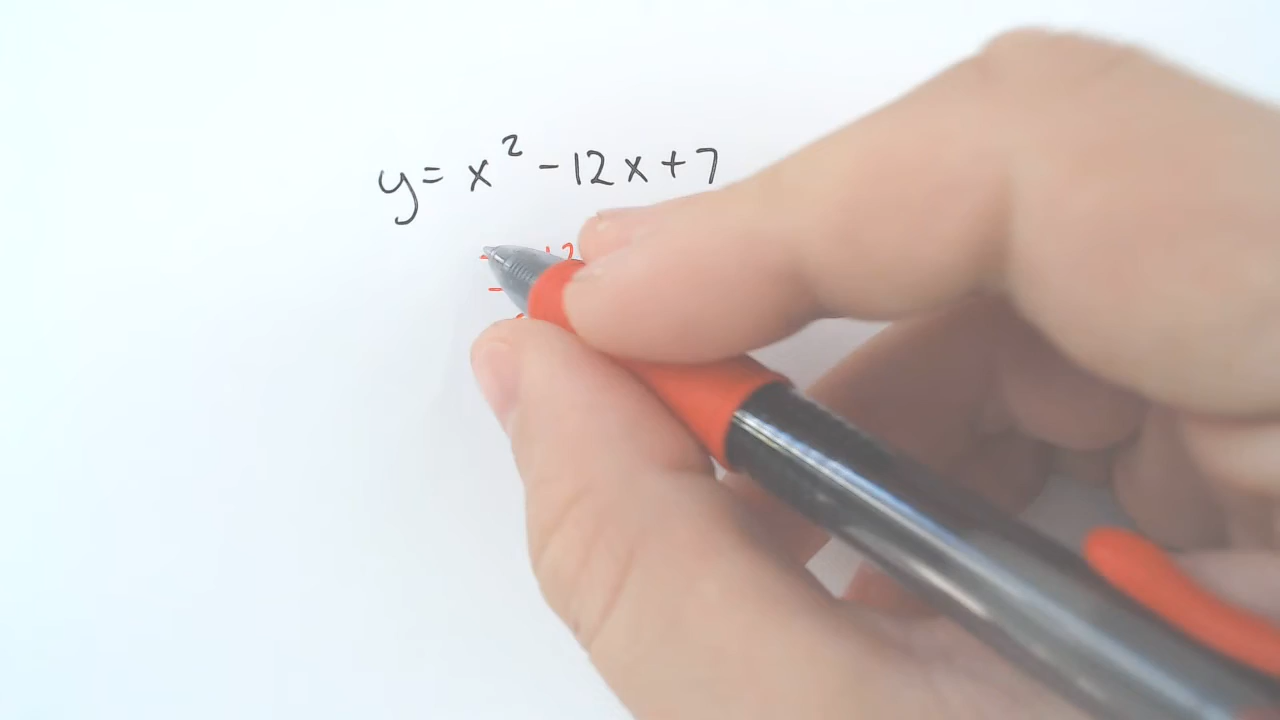 y = x² - 12x + 7